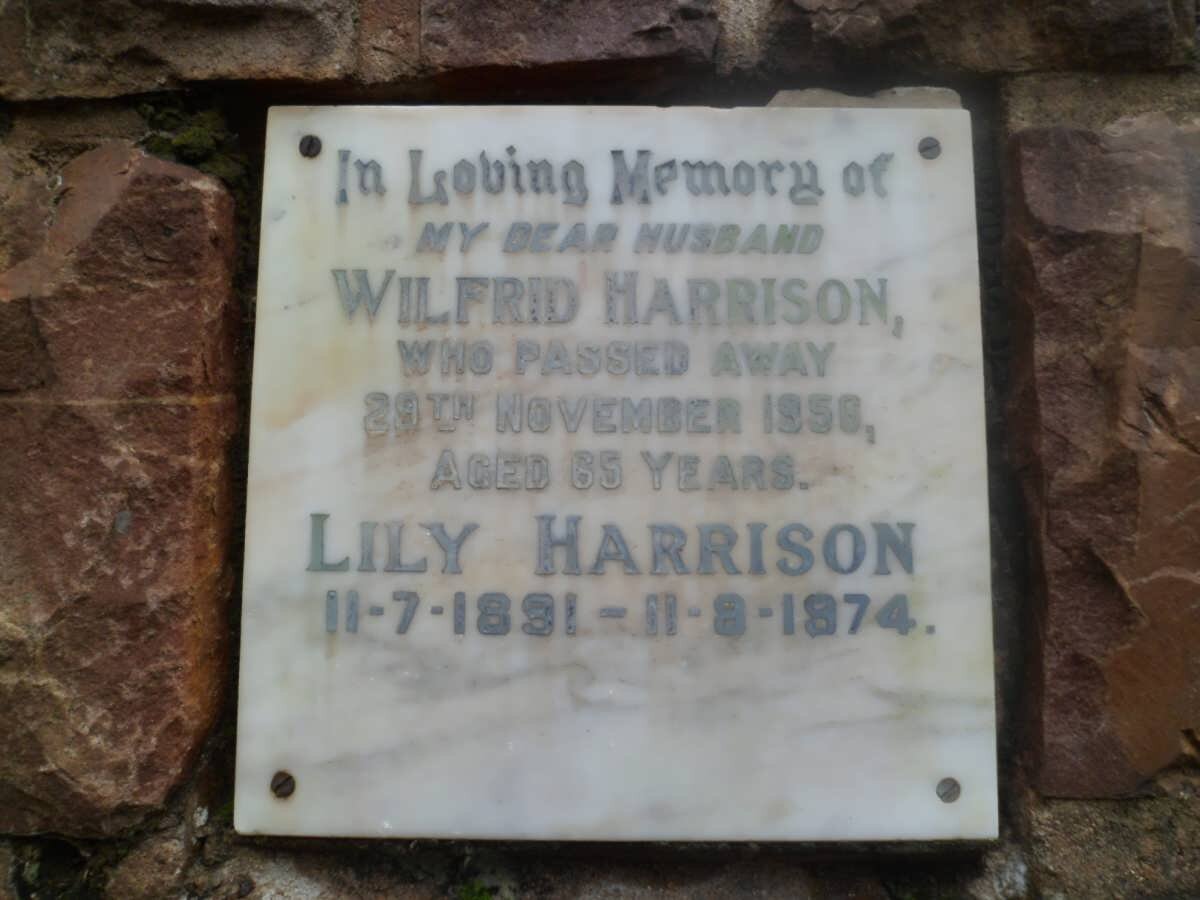 In Loving Memory of
MY DEAR HUSBAND
WILFRID HARRISON,
WHO PASSED AWAY
29TH NOVEMBER 1956,
AGED 65 YEARS.
LILY HARRISON
11-7-1891 - 11-8-1974.